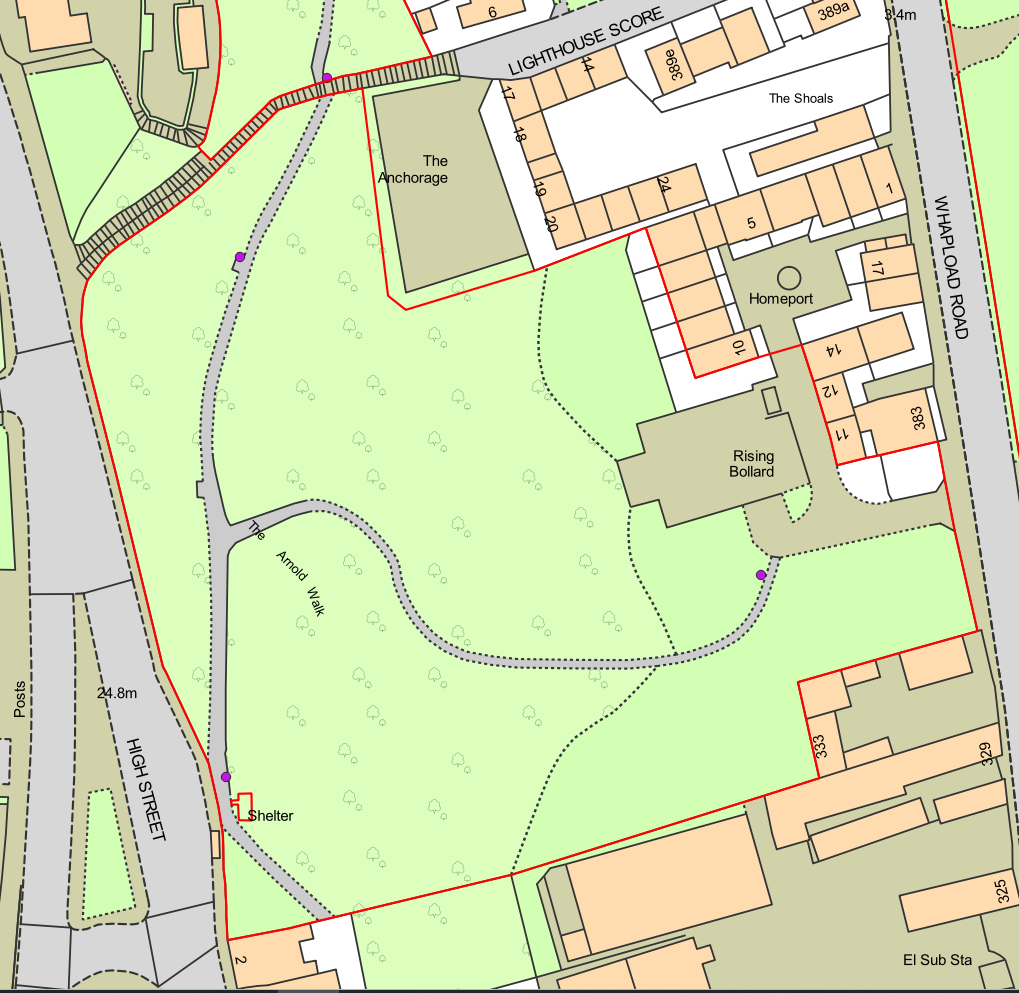 6
389a
3.4m
LIGHTHOUSE SCORE
14
389e
17
The Shoals
18
The
Anchorage
19
24
20
1
5
WHAPLOAD ROAD
17
Homeport
10
14
12
383
11
Rising
Bollard
The Arnold Walk
Posts
24.8m
333
329
HIGH STREET
Shelter
325
2
El Sub Sta